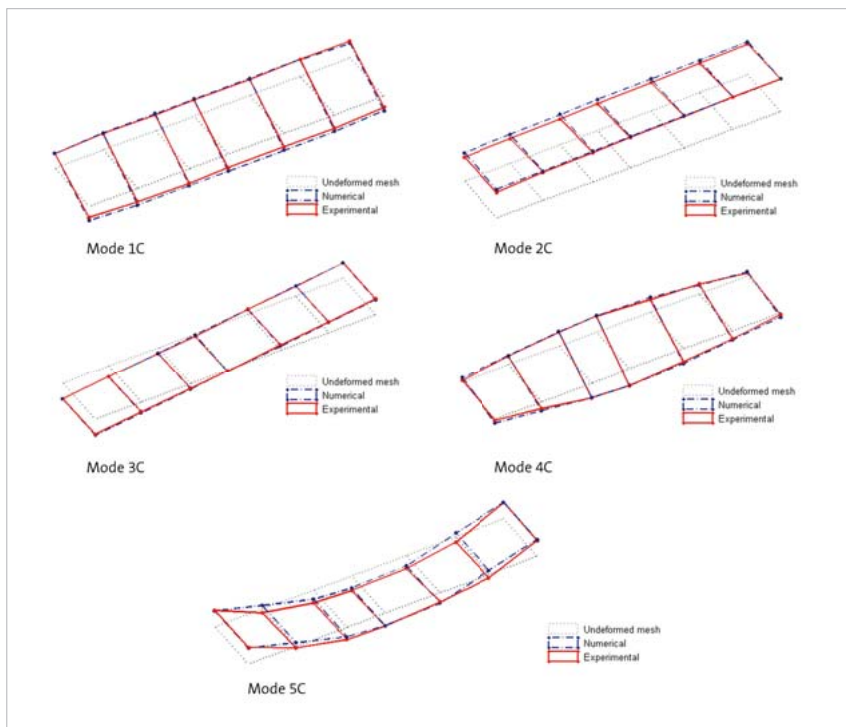 Undeformed mesh
Numerical
Experimental
Mode 1C
Undeformed mesh
Numerical
Experimental
Mode 2C
Undeformed mesh
Numerical
Experimental
Mode 3C
Undeformed mesh
Numerical
Experimental
Mode 4C
Undeformed mesh
Numerical
Experimental
Mode 5C